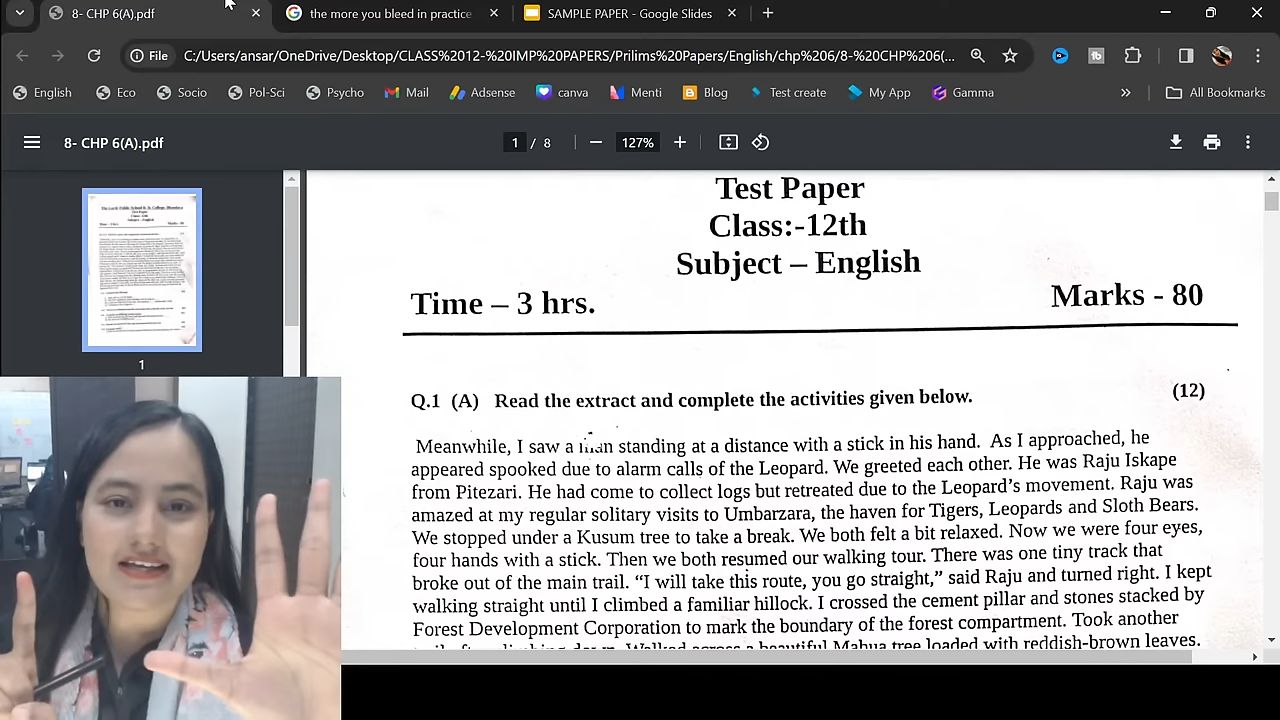 8- CHP 6(A).pdf
the more you bleed in practice
SAMPLE PAPER - Google Slides
File
C:/Users/ansar/OneDrive/Desktop/CLASS%2012-%20IMP%20PAPERS/Prilims%20Papers/English/chp%206/8-%20CHP%206(...
English
Eco
Socio
Pol-Sci
Psycho
Mail
Adsense
canva
Menti
Blog
Test create
My App
Gamma
»
All Bookmarks
8- CHP 6(A).pdf
1 / 8
127%
1
Test Paper
Class:-12th
Subject – English
Time – 3 hrs.
Marks - 80
Q.1 (A) Read the extract and complete the activities given below. (12)
Meanwhile, I saw a man standing at a distance with a stick in his hand. As I approached, he
appeared spooked due to alarm calls of the Leopard. We greeted each other. He was Raju Iskape
from Pitezari. He had come to collect logs but retreated due to the Leopard's movement. Raju was
amazed at my regular solitary visits to Umbarzara, the haven for Tigers, Leopards and Sloth Bears.
We stopped under a Kusum tree to take a break. We both felt a bit relaxed. Now we were four eyes,
four hands with a stick. Then we both resumed our walking tour. There was one tiny track that
broke out of the main trail. “I will take this route, you go straight,” said Raju and turned right. I kept
walking straight until I climbed a familiar hillock. I crossed the cement pillar and stones stacked by
Forest Development Corporation to mark the boundary of the forest compartment. Took another
Walked across a beautiful Mahua tree loaded with reddish-brown leaves.